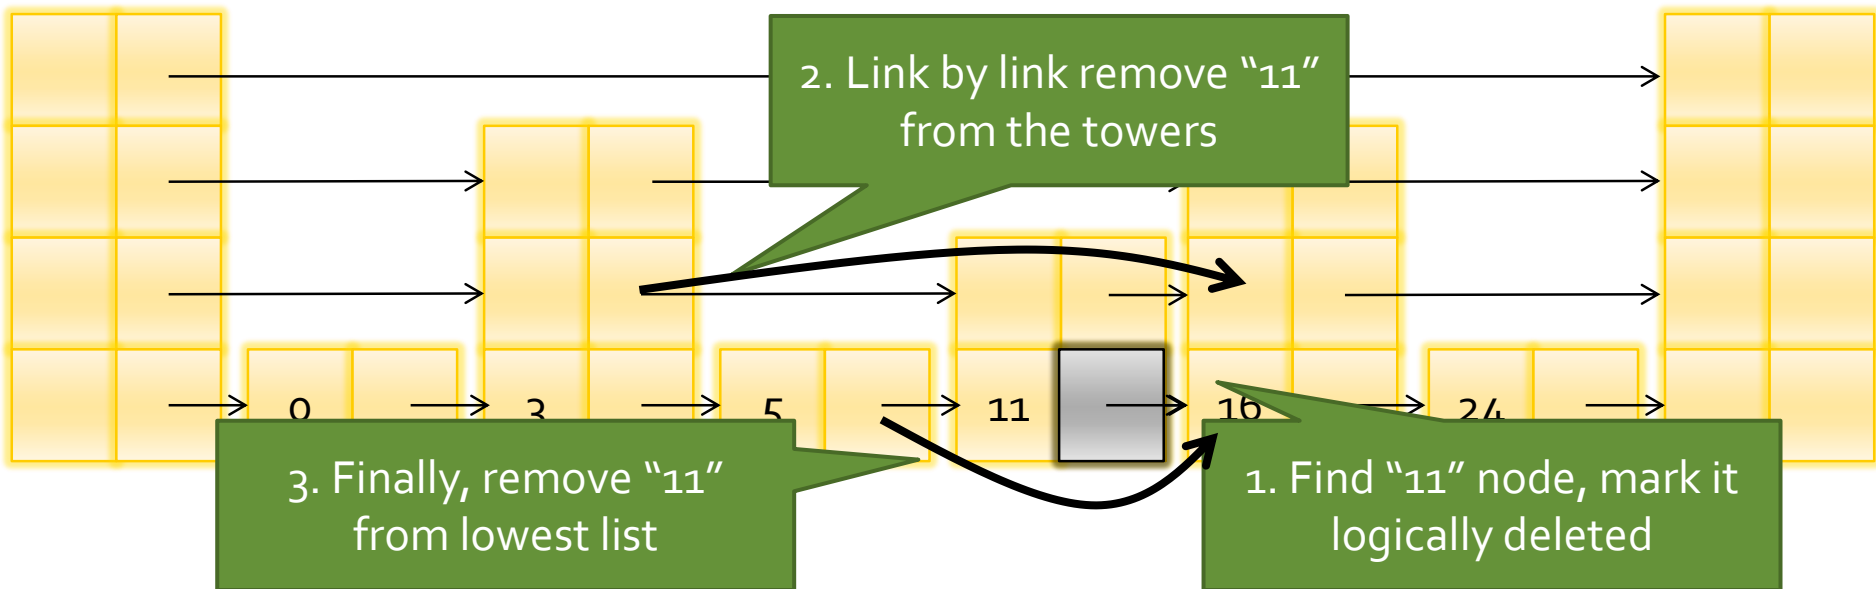 2. Link by link remove “11”
from the towers
0 3 5 11 16 24
3. Finally, remove “11”
from lowest list
1. Find “11” node, mark it
logically deleted